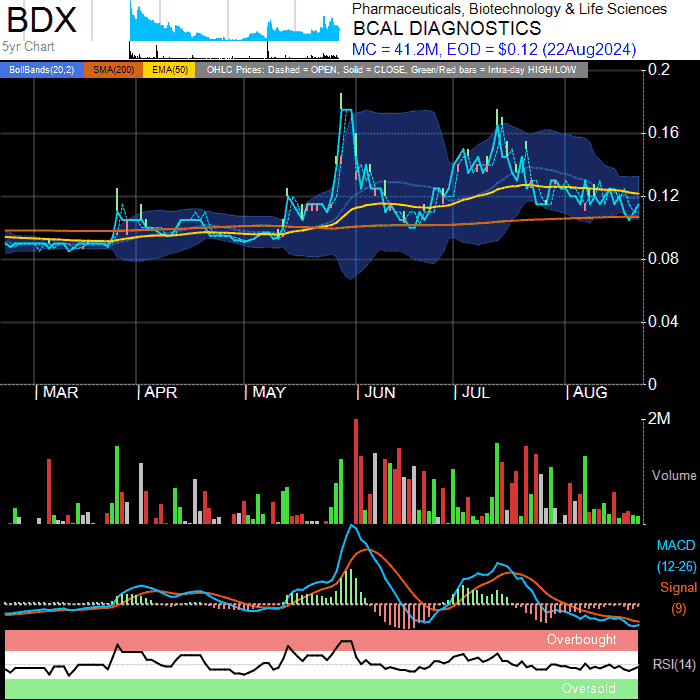 BDX
Pharmaceuticals, Biotechnology & Life Sciences
BCAL DIAGNOSTICS
5yr Chart
MC = 41.2M, EOD = $0.12 (22Aug2024)
BollBands(20,2) SMA(200) EMA(50) OHLC Prices: Dashed = OPEN, Solid = CLOSE, Green/Red bars = Intra-day HIGH/LOW
0.2
0.16
0.12
0.08
0.04
0
| MAR | APR | MAY | JUN | JUL | AUG
2M
Volume
MACD
(12-26)
Signal
(9)
Overbought
RSI(14)
Oversold